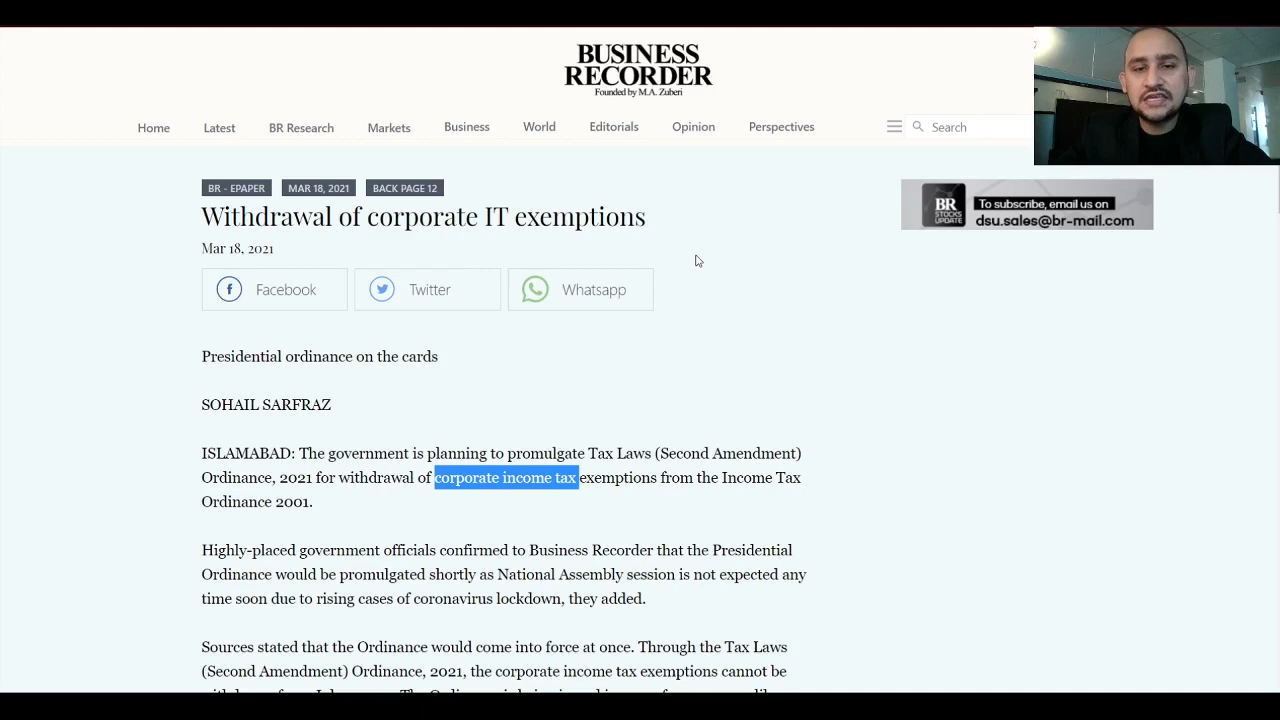 BUSINESS
RECORDER
Founded by M.A. Zuberi
Home Latest BR Research Markets Business World Editorials Opinion Perspectives Search
BR - EPAPER MAR 18, 2021 BACK PAGE 12
Withdrawal of corporate IT exemptions
Mar 18, 2021
Facebook Twitter Whatsapp
BR
STOCKS
UPDATE
To subscribe, email us on
dsu.sales@br-mail.com
Presidential ordinance on the cards
SOHAIL SARFRAZ
ISLAMABAD: The government is planning to promulgate Tax Laws (Second Amendment)
Ordinance, 2021 for withdrawal of corporate income tax exemptions from the Income Tax
Ordinance 2001.
Highly-placed government officials confirmed to Business Recorder that the Presidential
Ordinance would be promulgated shortly as National Assembly session is not expected any
time soon due to rising cases of coronavirus lockdown, they added.
Sources stated that the Ordinance would come into force at once. Through the Tax Laws
(Second Amendment) Ordinance, 2021, the corporate income tax exemptions cannot be